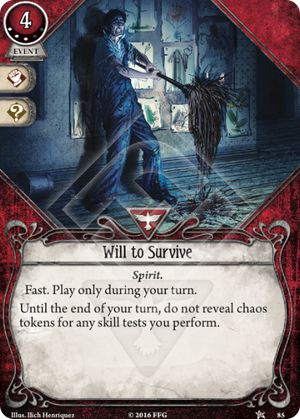 4
EVENT
Will to Survive
Spirit.
Fast. Play only during your turn.
Until the end of your turn, do not reveal chaos
tokens for any skill tests you perform.
Illus. Ilich Henriquez
© 2016 FFG
85